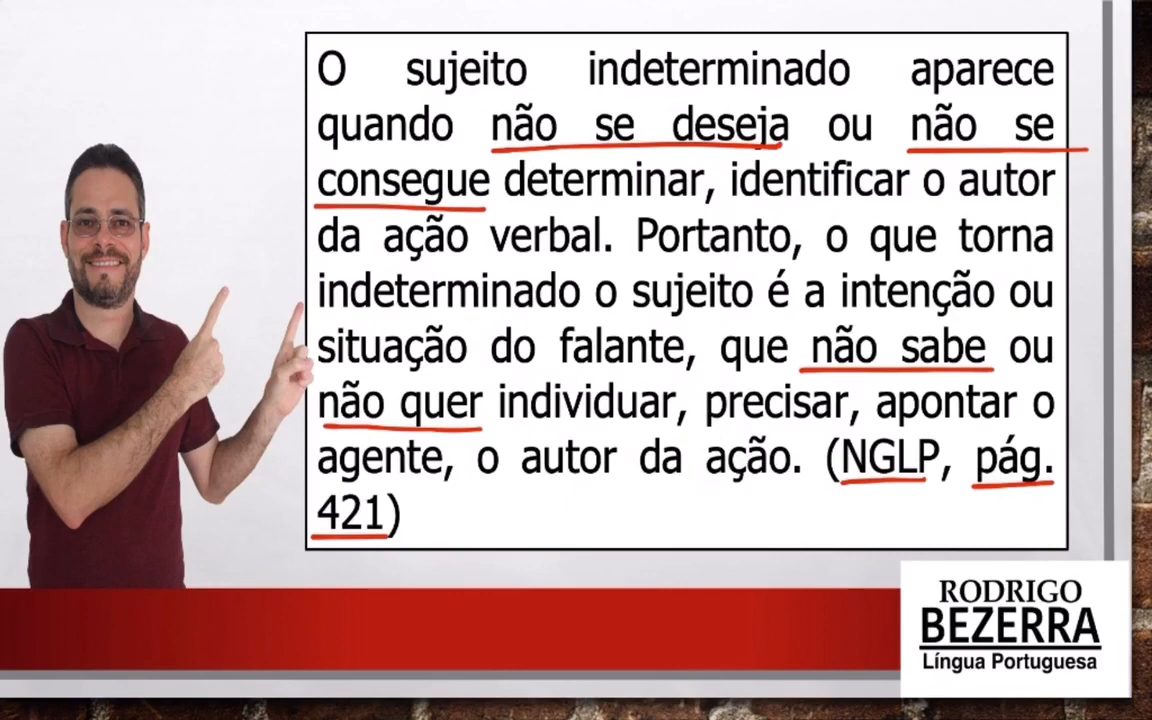 O sujeito indeterminado aparece
quando não se deseja ou não se
consegue determinar, identificar o autor
da ação verbal. Portanto, o que torna
indeterminado o sujeito é a intenção ou
situação do falante, que não sabe ou
não quer individuar, precisar, apontar o
agente, o autor da ação. (NGLP, pág.
421)
RODRIGO
BEZERRA
Língua Portuguesa